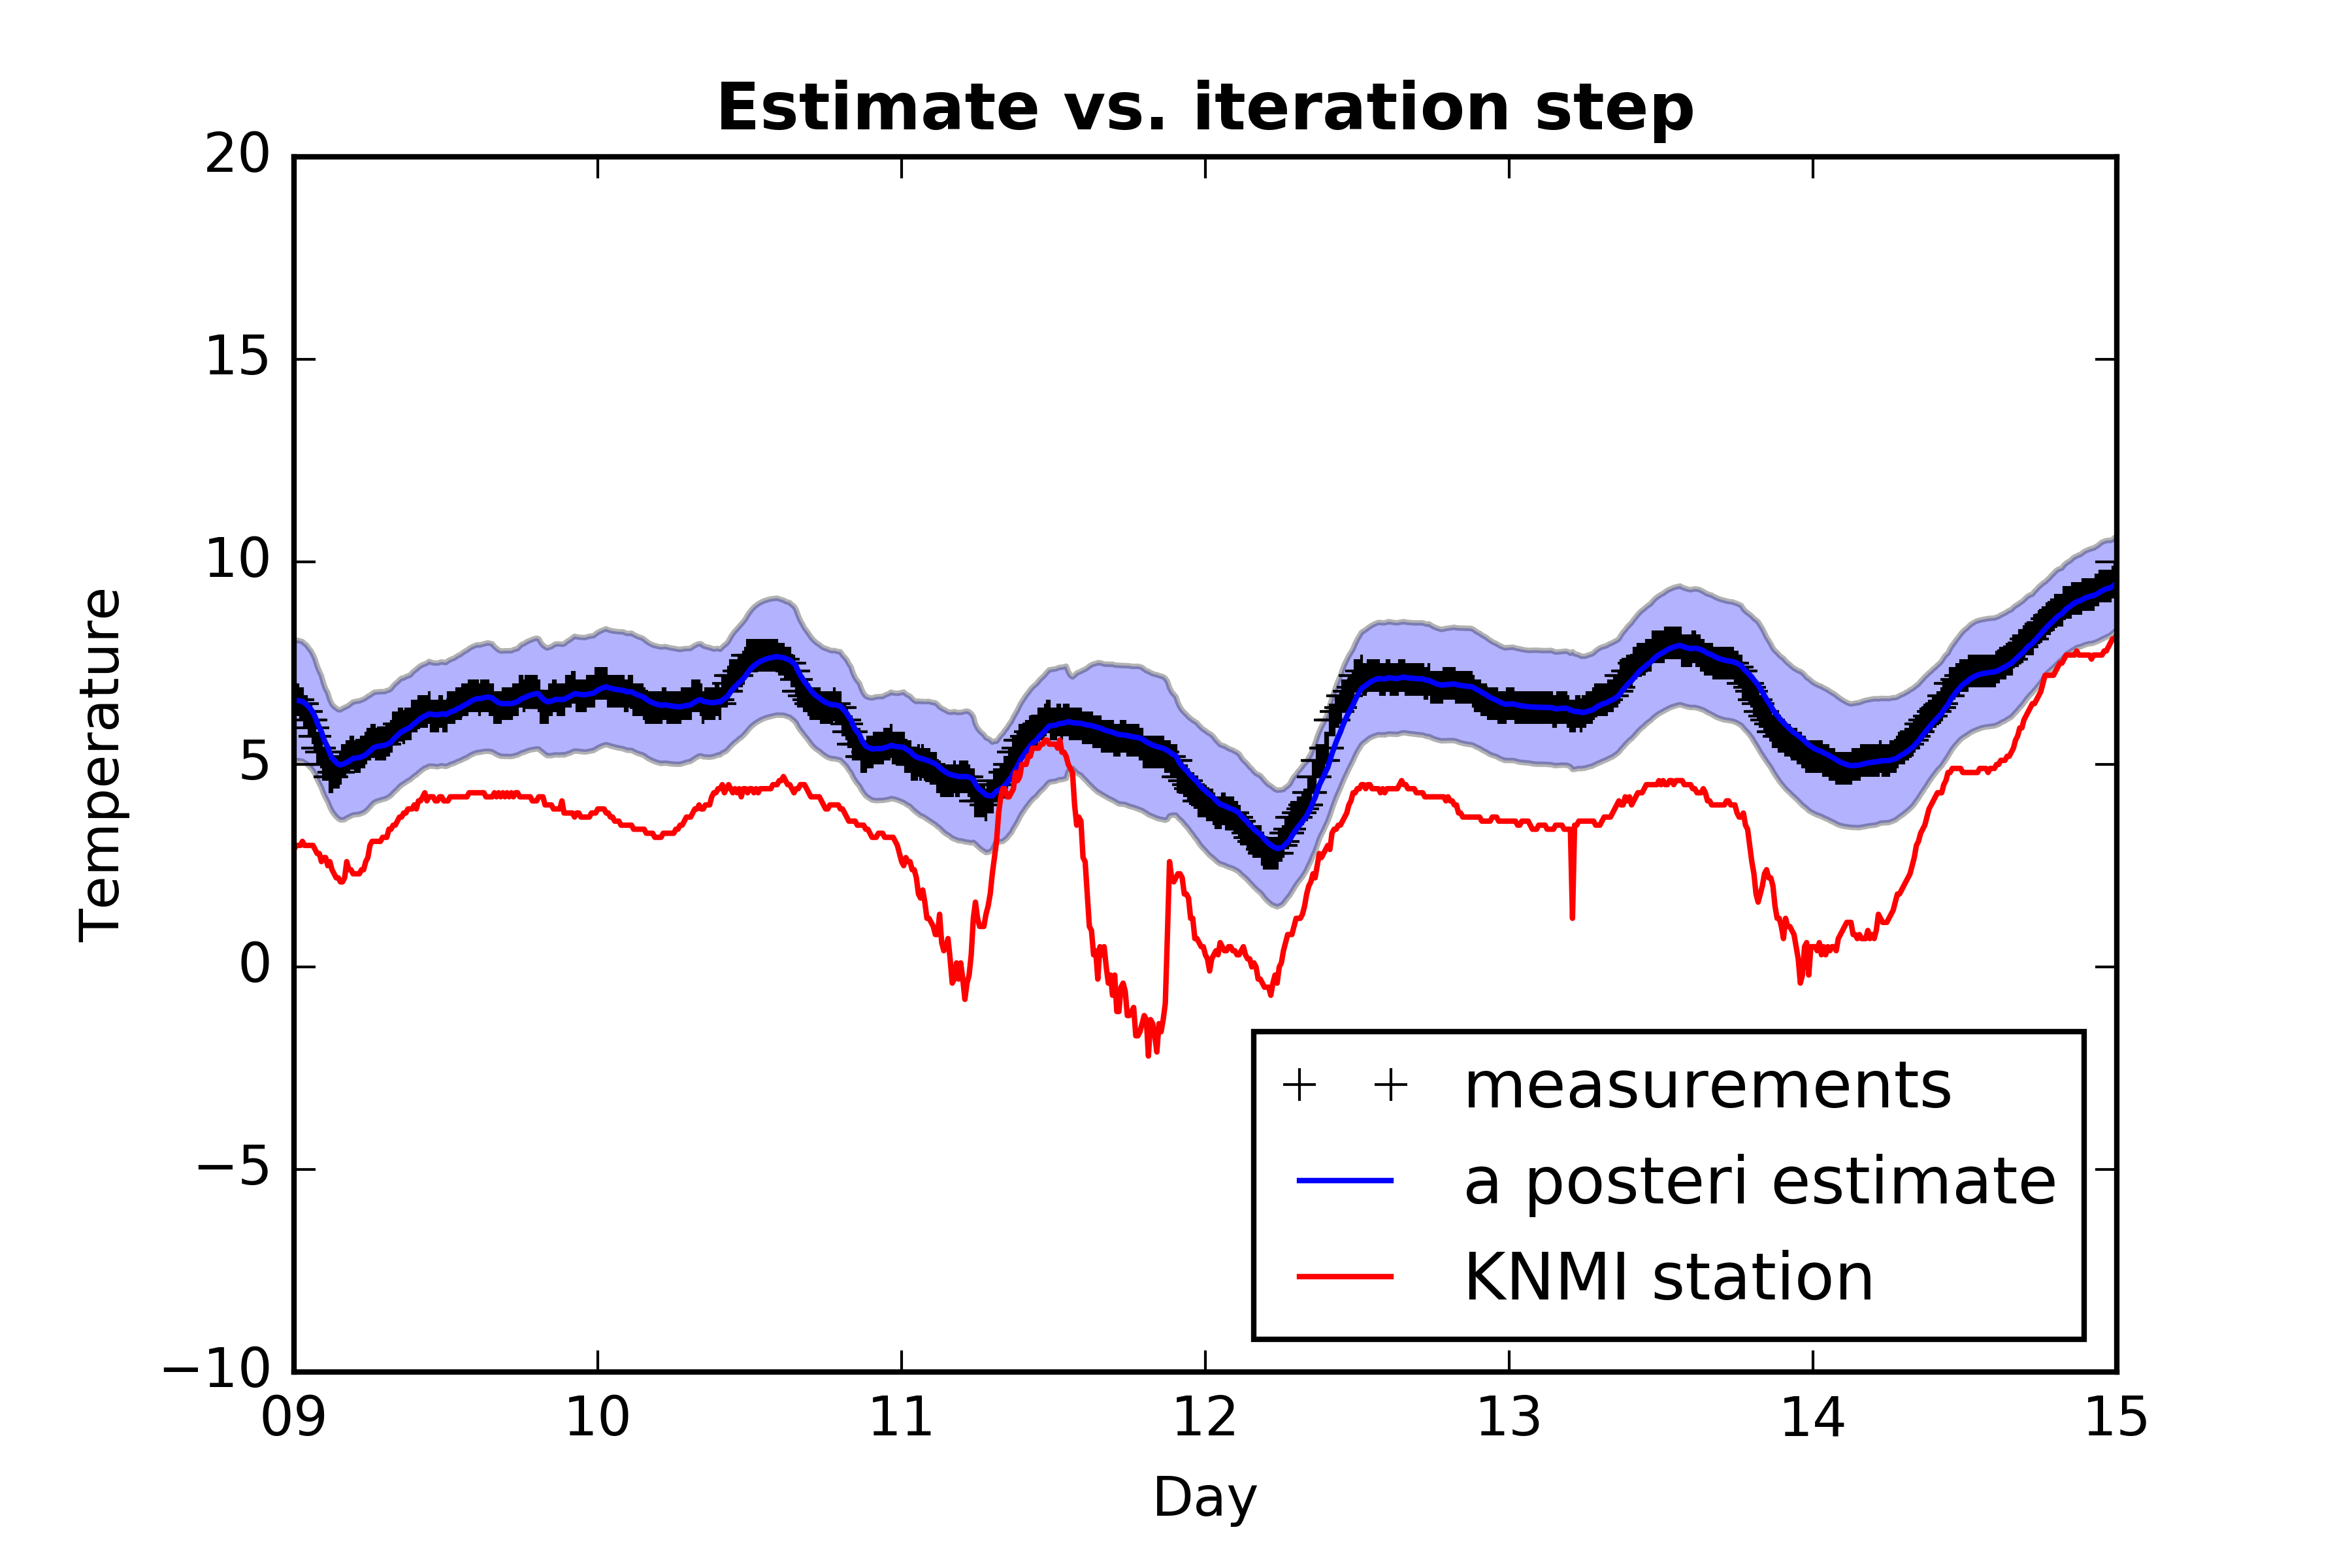 Estimate vs. iteration step
20
15
10
5
0
−5
−10
Temperature
measurements
a posteri estimate
KNMI station
09 10 11 12 13 14 15
Day